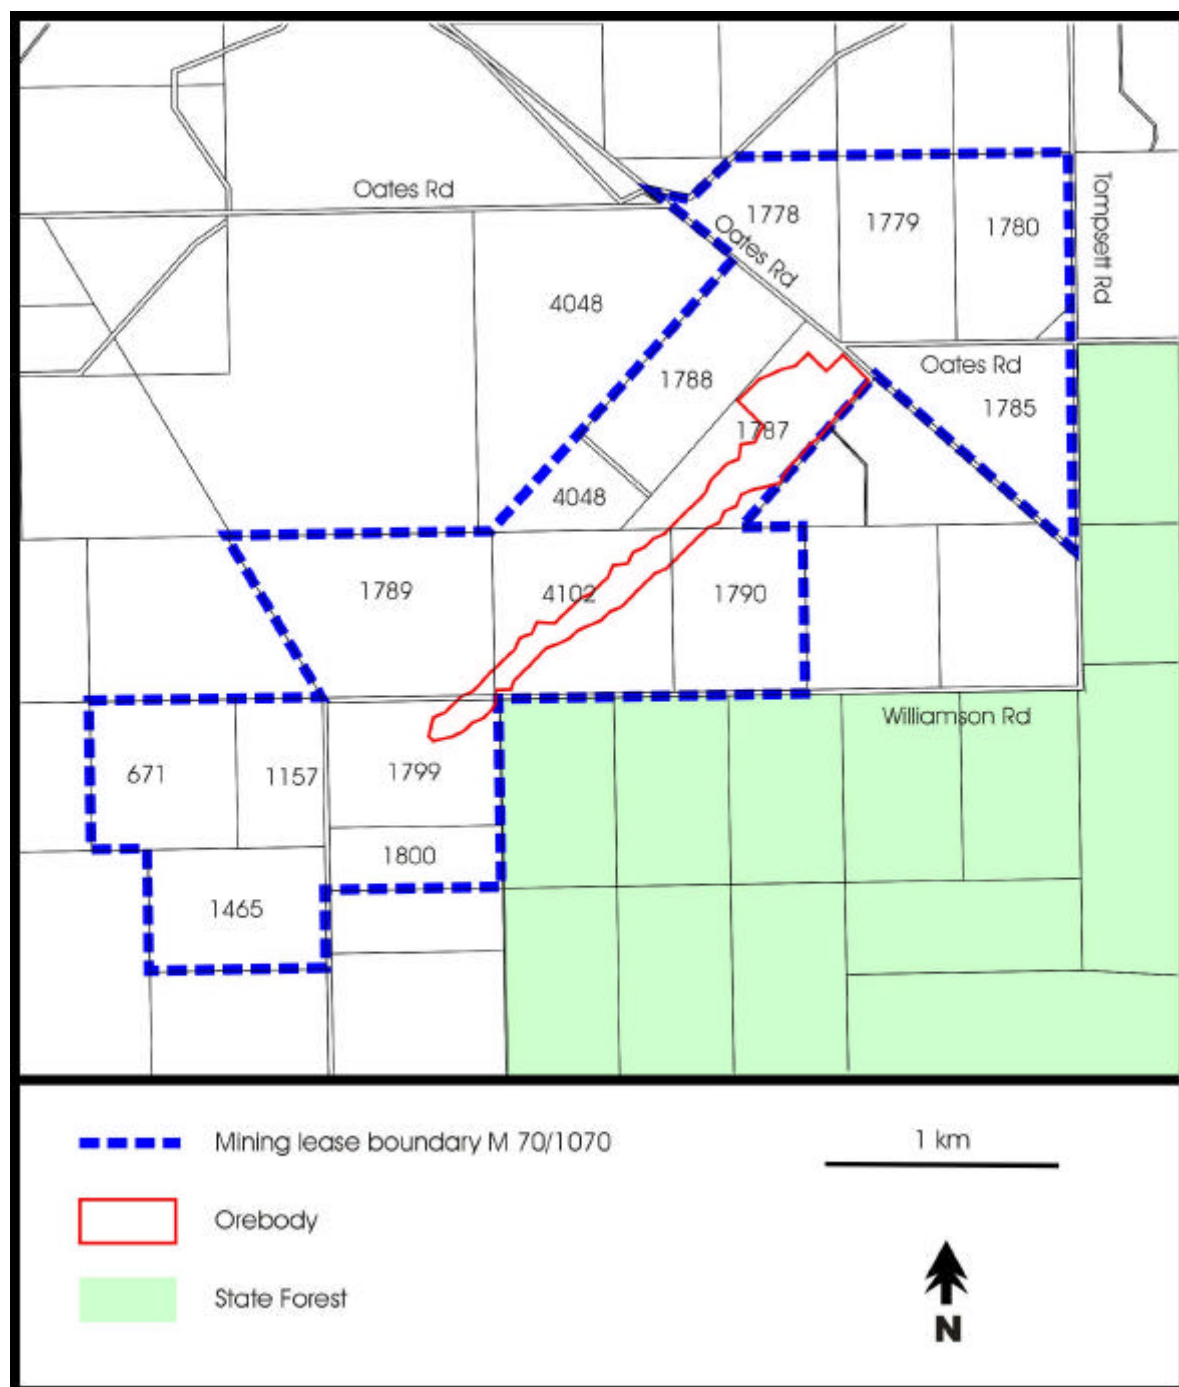 Oates Rd
1778
1779
1780
Tompsett Rd
Oates Rd
4048
Oates Rd
1788
1785
1787
4048
1789
4102
1790
Williamson Rd
671
1157
1799
1800
1465
Mining lease boundary M 70/1070
1 km
Orebody
State Forest
N